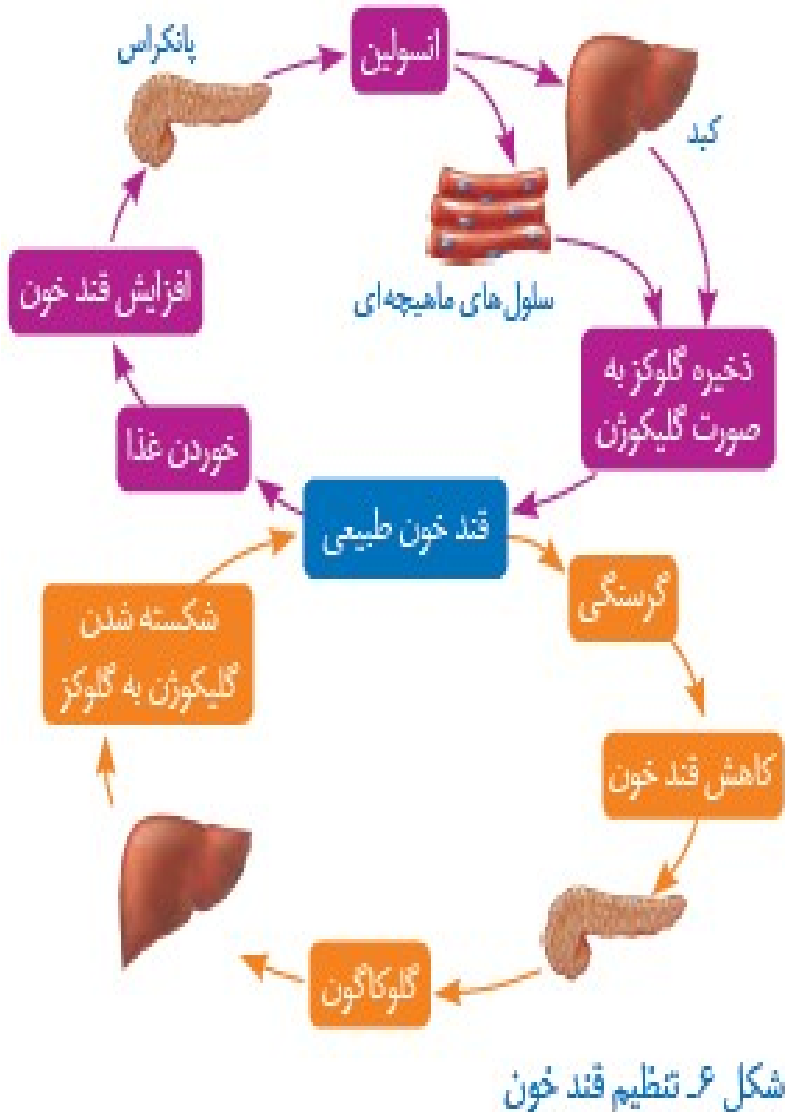 پانکراس
انسولین
کبد
سلول‌های ماهیچه‌ای
افزایش قند خون
ذخیره گلوکز به
صورت گلیکوژن
خوردن غذا
قند خون طبیعی
گرسنگی
شکسته شدن
گلیکوژن به گلوکز
کاهش قند خون
گلوکاگون
شکل ۶ـ تنظیم قند خون